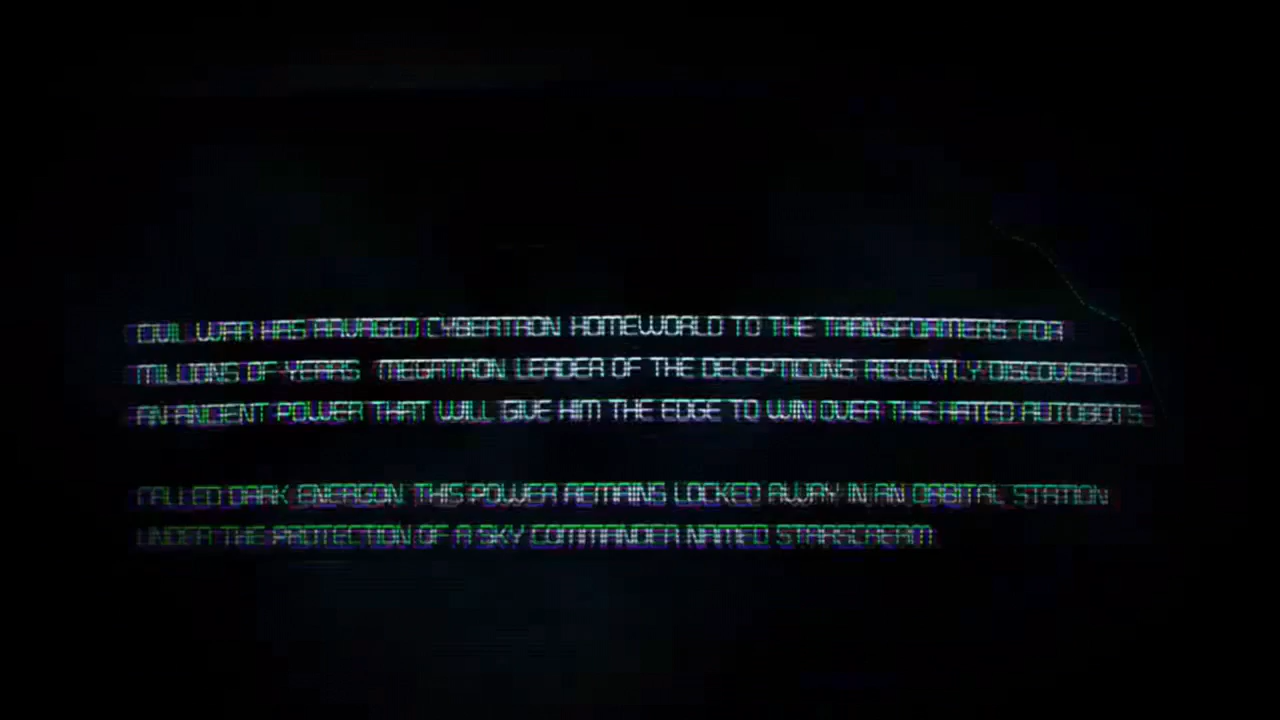 CIVIL WAR HAS RAVAGED CYBERTRON HOMEWORLD TO THE TRANSFORMERS, FOR
MILLIONS OF YEARS. MEGATRON, LEADER OF THE DECEPTICONS, RECENTLY DISCOVERED
AN ANCIENT POWER THAT WILL GIVE HIM THE EDGE TO WIN OVER THE HATED AUTOBOTS.
CALLED DARK ENERGON, THIS POWER REMAINS LOCKED AWAY IN AN ORBITAL STATION
UNDER THE PROTECTION OF A SKY COMMANDER NAMED STARSCREAM.